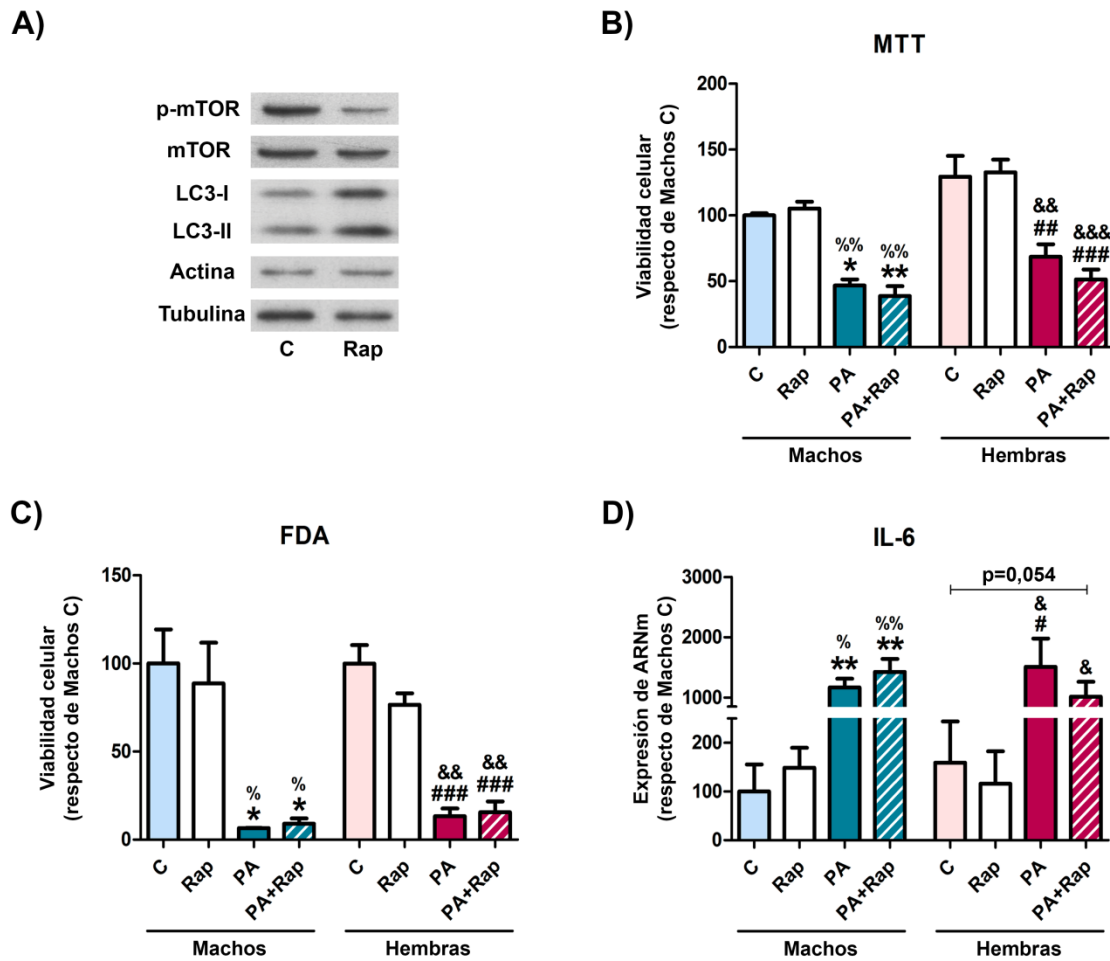 A)
p-mTOR
mTOR
LC3-I
LC3-II
Actina
Tubulina
C Rap
B)
MTT
Viabilidad celular
(respecto de Machos C)
200
150
100
50
0
%%
*
%%
**
&&
##
&&&
###
C Rap PA PA+Rap C Rap PA PA+Rap
Machos Hembras
C)
FDA
Viabilidad celular
(respecto de Machos C)
150
100
50
0
%
*
%
*
&&
###
&&
###
C Rap PA PA+Rap C Rap PA PA+Rap
Machos Hembras
D)
IL-6
Expresión de ARNm
(respecto de Machos C)
3000
2000
1000
200
100
0
p=0,054
%
**
%%
**
&
#
&
C Rap PA PA+Rap C Rap PA PA+Rap
Machos Hembras